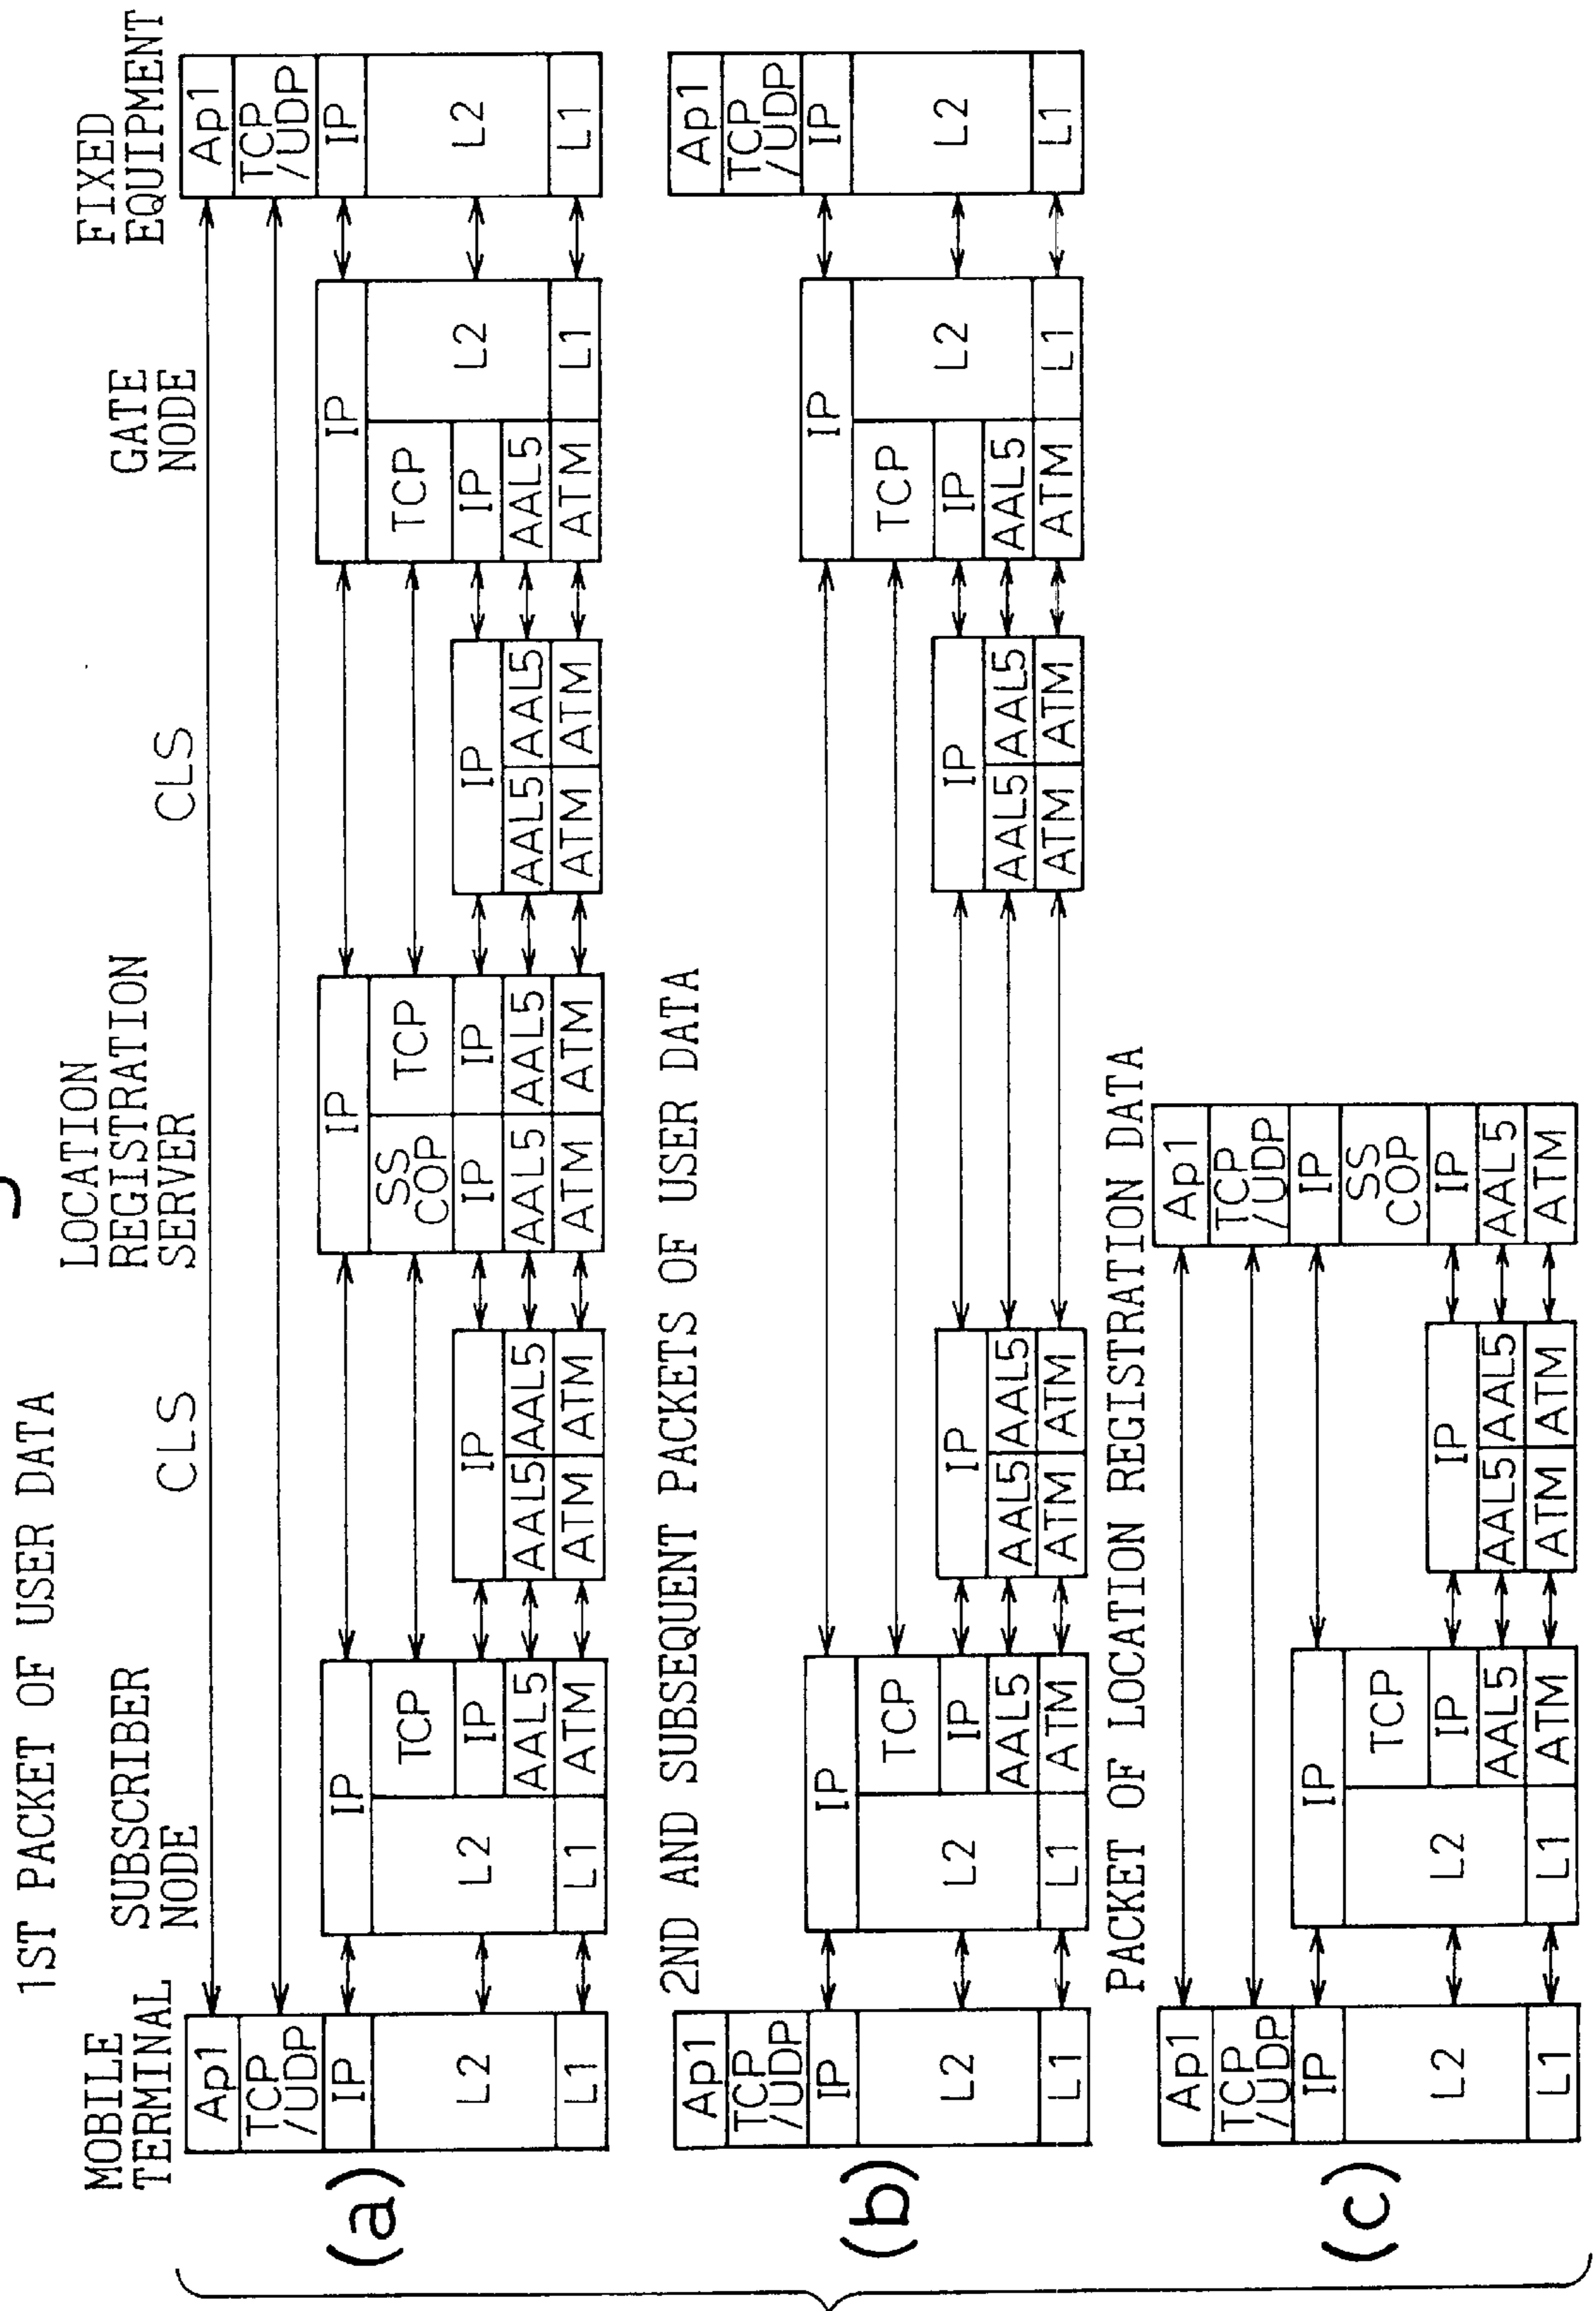 1ST PACKET OF USER DATA
MOBILE
TERMINAL
SUBSCRIBER
NODE
CLS
LOCATION
REGISTRATION
SERVER
CLS
GATE
NODE
FIXED
EQUIPMENT
(a)
Ap1
TCP
/UDP
IP
L2
L1
IP
L2
TCP
IP
AAL5
L1
ATM
IP
AAL5 AAL5
ATM ATM
IP
SS
COP
TCP
IP IP
AAL5 AAL5
ATM ATM
IP
AAL5 AAL5
ATM ATM
IP
TCP
L2
IP
AAL5
ATM
L1
Ap1
TCP
/UDP
IP
L2
L1
2ND AND SUBSEQUENT PACKETS OF USER DATA
(b)
Ap1
TCP
/UDP
IP
L2
L1
IP
L2
TCP
IP
AAL5
L1
ATM
IP
AAL5 AAL5
ATM ATM
IP
AAL5 AAL5
ATM ATM
IP
TCP
L2
IP
AAL5
ATM
L1
Ap1
TCP
/UDP
IP
L2
L1
PACKET OF LOCATION REGISTRATION DATA
(c)
Ap1
TCP
/UDP
IP
L2
L1
IP
L2
TCP
IP
AAL5
L1
ATM
IP
AAL5 AAL5
ATM ATM
Ap1
TCP
/UDP
IP
SS
COP
IP
AAL5
ATM